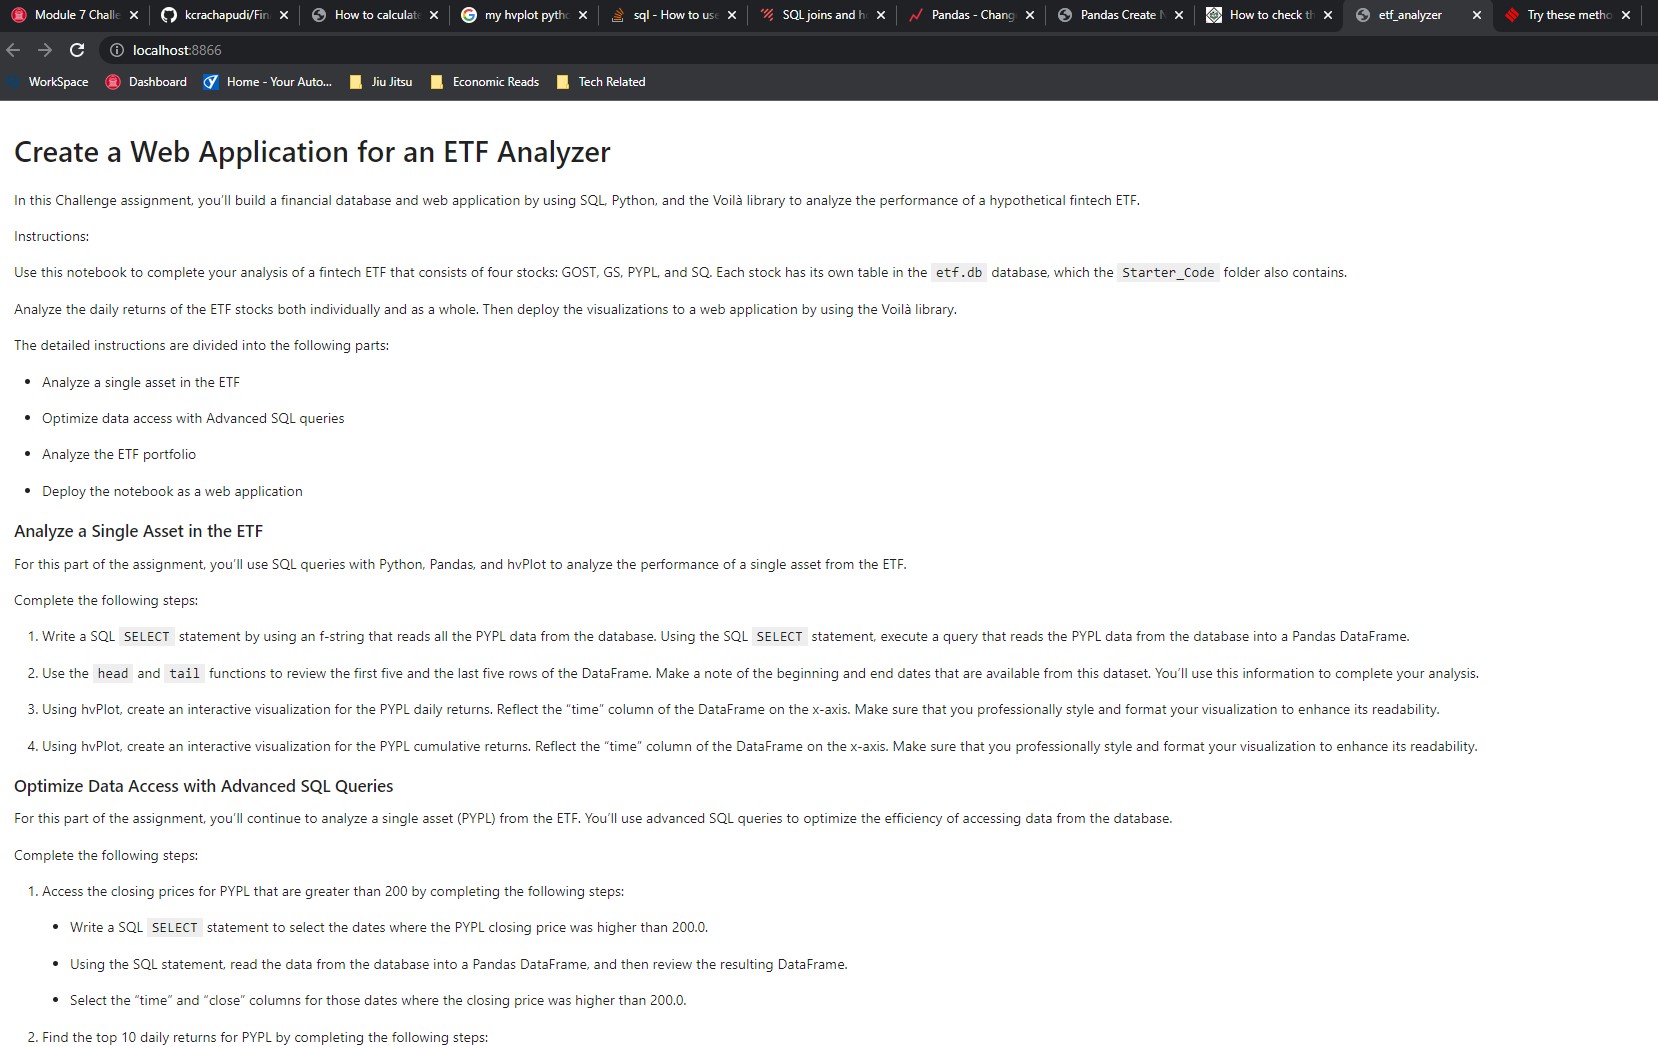 Module 7 Challe
kcrachapudi/Fin
How to calculate
my hvplot pytho
sql - How to use
SQL joins and h
Pandas - Chang
Pandas Create N
How to check th
etf_analyzer
Try these metho
localhost:8866
WorkSpace
Dashboard
Home - Your Auto...
Jiu Jitsu
Economic Reads
Tech Related
Create a Web Application for an ETF Analyzer
In this Challenge assignment, you’ll build a financial database and web application by using SQL, Python, and the Voilà library to analyze the performance of a hypothetical fintech ETF.
Instructions:
Use this notebook to complete your analysis of a fintech ETF that consists of four stocks: GOST, GS, PYPL, and SQ. Each stock has its own table in the etf.db database, which the Starter_Code folder also contains.
Analyze the daily returns of the ETF stocks both individually and as a whole. Then deploy the visualizations to a web application by using the Voilà library.
The detailed instructions are divided into the following parts:
• Analyze a single asset in the ETF
• Optimize data access with Advanced SQL queries
• Analyze the ETF portfolio
• Deploy the notebook as a web application
Analyze a Single Asset in the ETF
For this part of the assignment, you’ll use SQL queries with Python, Pandas, and hvPlot to analyze the performance of a single asset from the ETF.
Complete the following steps:
1. Write a SQL SELECT statement by using an f-string that reads all the PYPL data from the database. Using the SQL SELECT statement, execute a query that reads the PYPL data from the database into a Pandas DataFrame.
2. Use the head and tail functions to review the first five and the last five rows of the DataFrame. Make a note of the beginning and end dates that are available from this dataset. You’ll use this information to complete your analysis.
3. Using hvPlot, create an interactive visualization for the PYPL daily returns. Reflect the “time” column of the DataFrame on the x-axis. Make sure that you professionally style and format your visualization to enhance its readability.
4. Using hvPlot, create an interactive visualization for the PYPL cumulative returns. Reflect the “time” column of the DataFrame on the x-axis. Make sure that you professionally style and format your visualization to enhance its readability.
Optimize Data Access with Advanced SQL Queries
For this part of the assignment, you’ll continue to analyze a single asset (PYPL) from the ETF. You’ll use advanced SQL queries to optimize the efficiency of accessing data from the database.
Complete the following steps:
1. Access the closing prices for PYPL that are greater than 200 by completing the following steps:
• Write a SQL SELECT statement to select the dates where the PYPL closing price was higher than 200.0.
• Using the SQL statement, read the data from the database into a Pandas DataFrame, and then review the resulting DataFrame.
• Select the “time” and “close” columns for those dates where the closing price was higher than 200.0.
2. Find the top 10 daily returns for PYPL by completing the following steps: